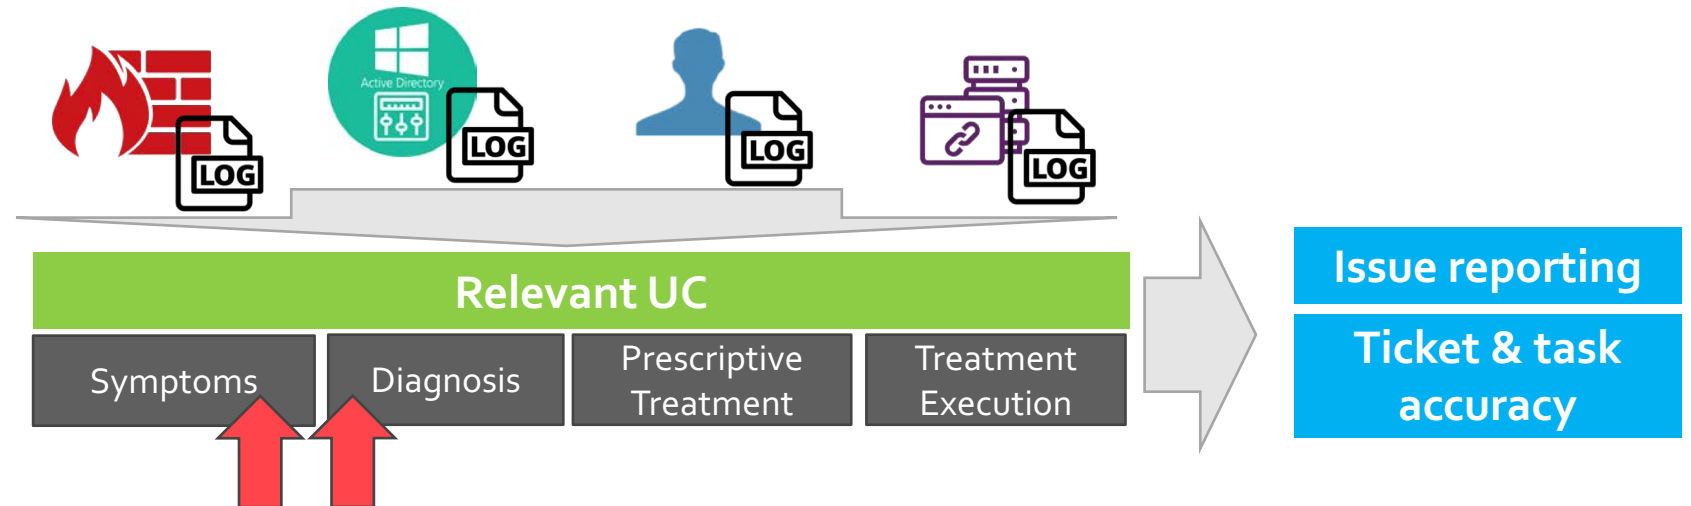 Active Directory
LOG
LOG
LOG
LOG
Relevant UC
Symptoms
Diagnosis
Prescriptive
Treatment
Treatment
Execution
Issue reporting
Ticket & task
accuracy